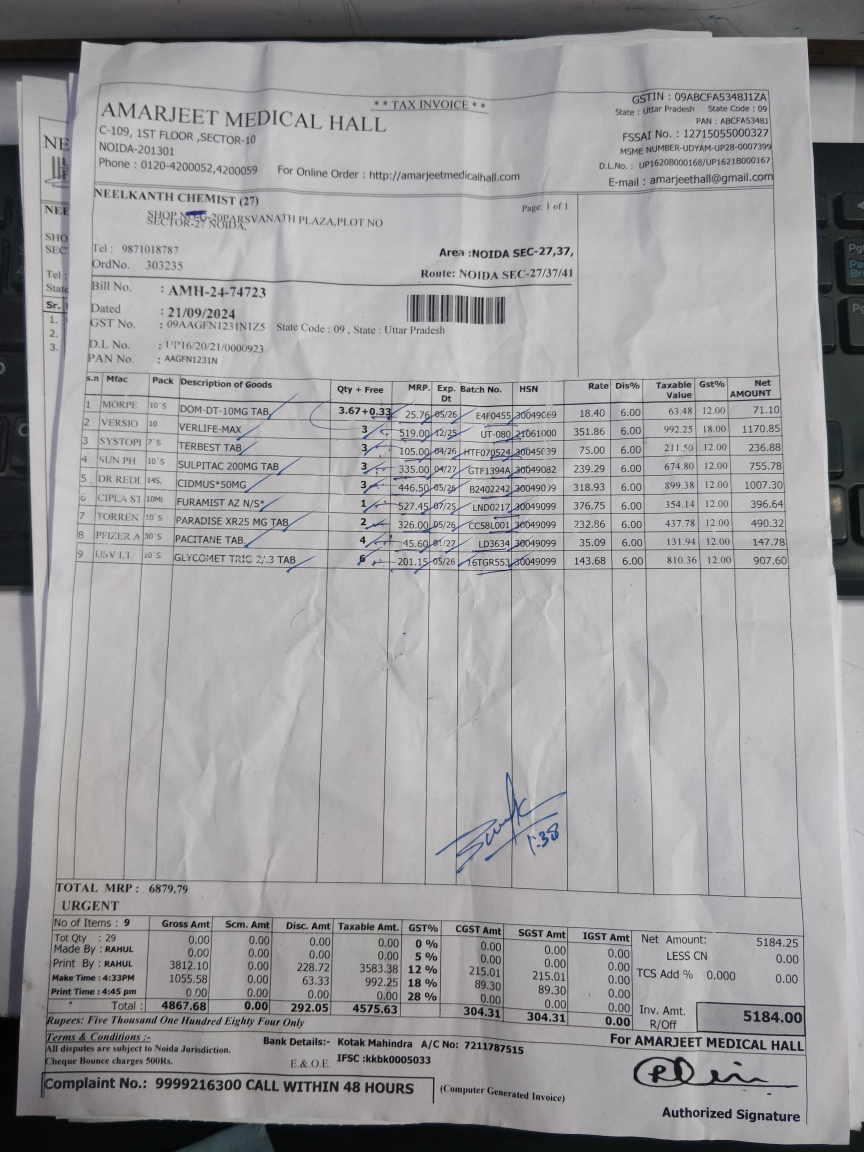 * * TAX INVOICE * *
AMARJEET MEDICAL HALL
C-109, 1ST FLOOR ,SECTOR-10
NOIDA-201301
Phone : 0120-4200052,4200059 For Online Order : http://amarjeetmedicalhall.com
GSTIN : 09ABCFA5348J1ZA
State : Uttar Pradesh State Code : 09
PAN : ABCFA5348J
FSSAI No. : 12715055000327
MSME NUMBER-UDYAM-UP28-0007399
D.L.No. : UP1620B000168/UP1621B000167
E-mail : amarjeethall@gmail.com
NEELKANTH CHEMIST (27)
Page: 1 of 1
PARSVANATH PLAZA,PLOT NO
SECTOR-27 NOIDA.
Tel : 9871018787
OrdNo. 303235
Area :NOIDA SEC-27,37,
Route: NOIDA SEC-27/37/41
Bill No. : AMH-24-74723
Dated : 21/09/2024
GST No. : 09AAGFN1231N1Z5 State Code : 09 , State : Uttar Pradesh
D.L No. : UP16/20/21/0000923
PAN No. : AAGFN1231N
s.n Mfac Pack Description of Goods Qty + Free MRP. Exp. Dt Batch No. HSN Rate Dis% Taxable Value Gst% Net AMOUNT
1 MORPE 10`S DOM-DT-10MG TAB 3.67+0.33 25.76 05/26 E4F0455 30049069 18.40 6.00 63.48 12.00 71.10
2 VERSIO 10 VERLIFE-MAX 3 519.00 12/25 UT-080 21061000 351.86 6.00 992.25 18.00 1170.85
3 SYSTOPI 7`S TERBEST TAB 3 105.00 04/26 HTF070524 75.00 6.00 211.50 12.00 236.88
4 SUN PH 10`S SULPITAC 200MG TAB 3 335.00 04/27 GTF1394A 30049082 239.29 6.00 674.80 12.00 755.78
5 DR REDE 14S, CIDMUS*50MG 3 446.50 05/26 B2402242 30049099 318.93 6.00 899.38 12.00 1007.30
6 CIPLA ST 10ML FURAMIST AZ N/S* 1 527.45 07/25 LND0217 30049099 376.75 6.00 354.14 12.00 396.64
7 TORREN 10`S PARADISE XR25 MG TAB 2 326.00 05/26 CC58L001 30049099 232.86 6.00 437.78 12.00 490.32
8 PFIZER A 30`S PACITANE TAB. 4 45.60 01/27 LD3634 30049099 35.09 6.00 131.94 12.00 147.78
9 USV LT 10`S GLYCOMET TRIO 2/.3 TAB 6 201.15 05/26 16TGR553 30049099 143.68 6.00 810.36 12.00 907.60
1:38
TOTAL MRP : 6879.79
URGENT
No of Items : 9 Gross Amt Scm. Amt Disc. Amt Taxable Amt. GST% CGST Amt SGST Amt IGST Amt
Tot Qty : 29 0.00 0.00 0.00 0.00 0 % 0.00 0.00 0.00
Made By : RAHUL 0.00 0.00 0.00 0.00 5 % 0.00 0.00 0.00
Print By : RAHUL 3812.10 0.00 228.72 3583.38 12 % 215.01 215.01 0.00
Make Time : 4:33PM 1055.58 0.00 63.33 992.25 18 % 89.30 89.30 0.00
Print Time : 4:45 pm 0.00 0.00 0.00 0.00 28 % 0.00 0.00 0.00
* Total : 4867.68 0.00 292.05 4575.63 304.31 304.31 0.00
Net Amount: 5184.25
LESS CN 0.00
TCS Add % 0.000 0.00
Inv. Amt.
R/Off 5184.00
Rupees: Five Thousand One Hundred Eighty Four Only
Terms & Conditions :-
All disputes are subject to Noida Jurisdiction.
Cheque Bounce charges 500Rs.
Bank Details:- Kotak Mahindra A/C No: 7211787515
E.& O.E. IFSC :kkbk0005033
For AMARJEET MEDICAL HALL
Complaint No.: 9999216300 CALL WITHIN 48 HOURS
(Computer Generated Invoice)
Authorized Signature